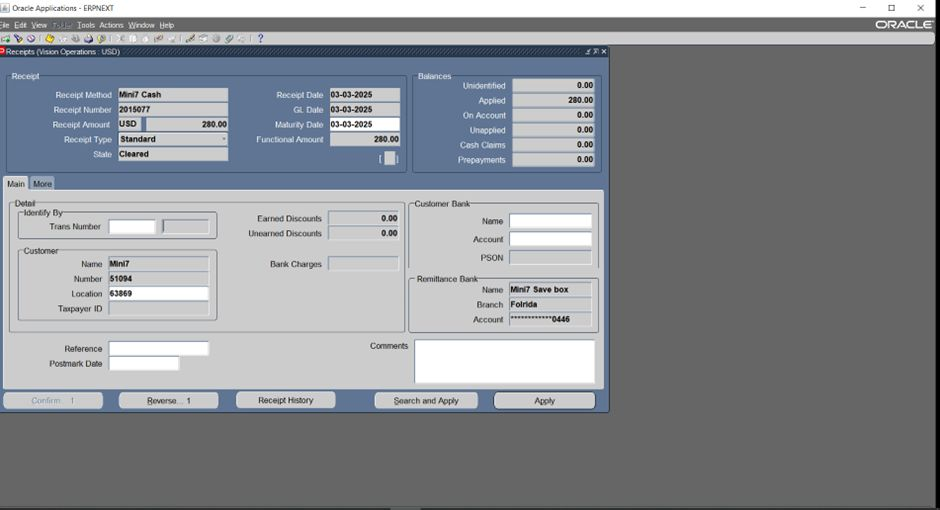 Oracle Applications - ERPNEXT
File Edit View Folder Tools Actions Window Help
ORACLE
Receipts (Vision Operations : USD)
Receipt
Receipt Method Mini7 Cash
Receipt Number 2015077
Receipt Amount USD 280.00
Receipt Type Standard
State Cleared
Receipt Date 03-03-2025
GL Date 03-03-2025
Maturity Date 03-03-2025
Functional Amount 280.00
[ ]
Balances
Unidentified 0.00
Applied 280.00
On Account 0.00
Unapplied 0.00
Cash Claims 0.00
Prepayments 0.00
Main More
Detail
Identify By
Trans Number
Customer
Name Mini7
Number 51094
Location 63869
Taxpayer ID
Earned Discounts 0.00
Unearned Discounts 0.00
Bank Charges
Customer Bank
Name
Account
PSON
Remittance Bank
Name Mini7 Save box
Branch Folrida
Account ************0446
Reference
Postmark Date
Comments
Confirm 1 Reverse... 1 Receipt History Search and Apply Apply